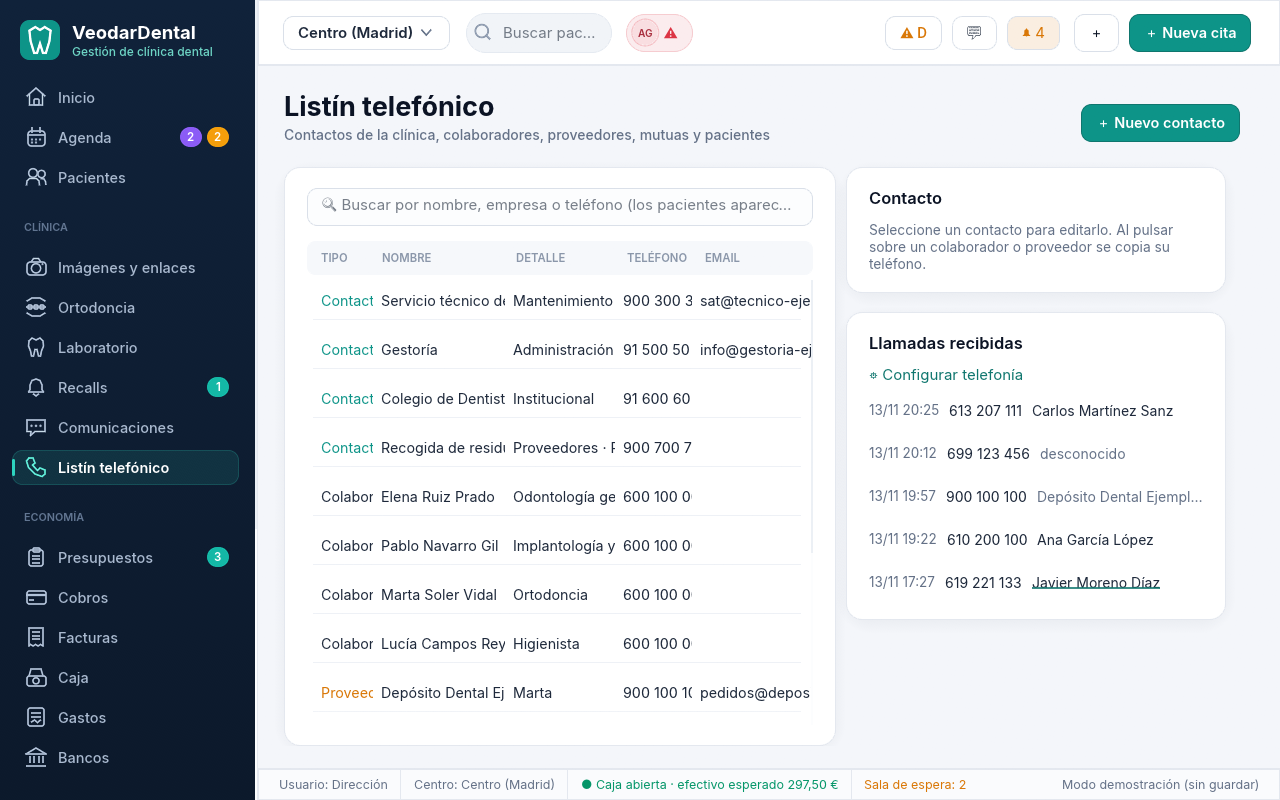 VeodarDental
Gestión de clínica dental
Inicio
Agenda 2 2
Pacientes
CLÍNICA
Imágenes y enlaces
Ortodoncia
Laboratorio
Recalls 1
Comunicaciones
Listín telefónico
ECONOMÍA
Presupuestos 3
Cobros
Facturas
Caja
Gastos
Bancos
Centro (Madrid) Buscar pac... AG D 4 + + Nueva cita
Listín telefónico
Contactos de la clínica, colaboradores, proveedores, mutuas y pacientes
+ Nuevo contacto
Buscar por nombre, empresa o teléfono (los pacientes aparec...
TIPO NOMBRE DETALLE TELÉFONO EMAIL
Contact Servicio técnico de Mantenimiento 900 300 3 sat@tecnico-eje
Contact Gestoría Administración 91 500 50 info@gestoria-ej
Contact Colegio de Dentist Institucional 91 600 60
Contact Recogida de residu Proveedores · F 900 700 7
Colabor Elena Ruiz Prado Odontología ge 600 100 0
Colabor Pablo Navarro Gil Implantología y 600 100 0
Colabor Marta Soler Vidal Ortodoncia 600 100 0
Colabor Lucía Campos Rey Higienista 600 100 0
Proveec Depósito Dental Ej Marta 900 100 10 pedidos@depos
Contacto
Seleccione un contacto para editarlo. Al pulsar
sobre un colaborador o proveedor se copia su
teléfono.
Llamadas recibidas
Configurar telefonía
13/11 20:25 613 207 111 Carlos Martínez Sanz
13/11 20:12 699 123 456 desconocido
13/11 19:57 900 100 100 Depósito Dental Ejempl...
13/11 19:22 610 200 100 Ana García López
13/11 17:27 619 221 133 Javier Moreno Díaz
Usuario: Dirección Centro: Centro (Madrid) Caja abierta · efectivo esperado 297,50 € Sala de espera: 2 Modo demostración (sin guardar)